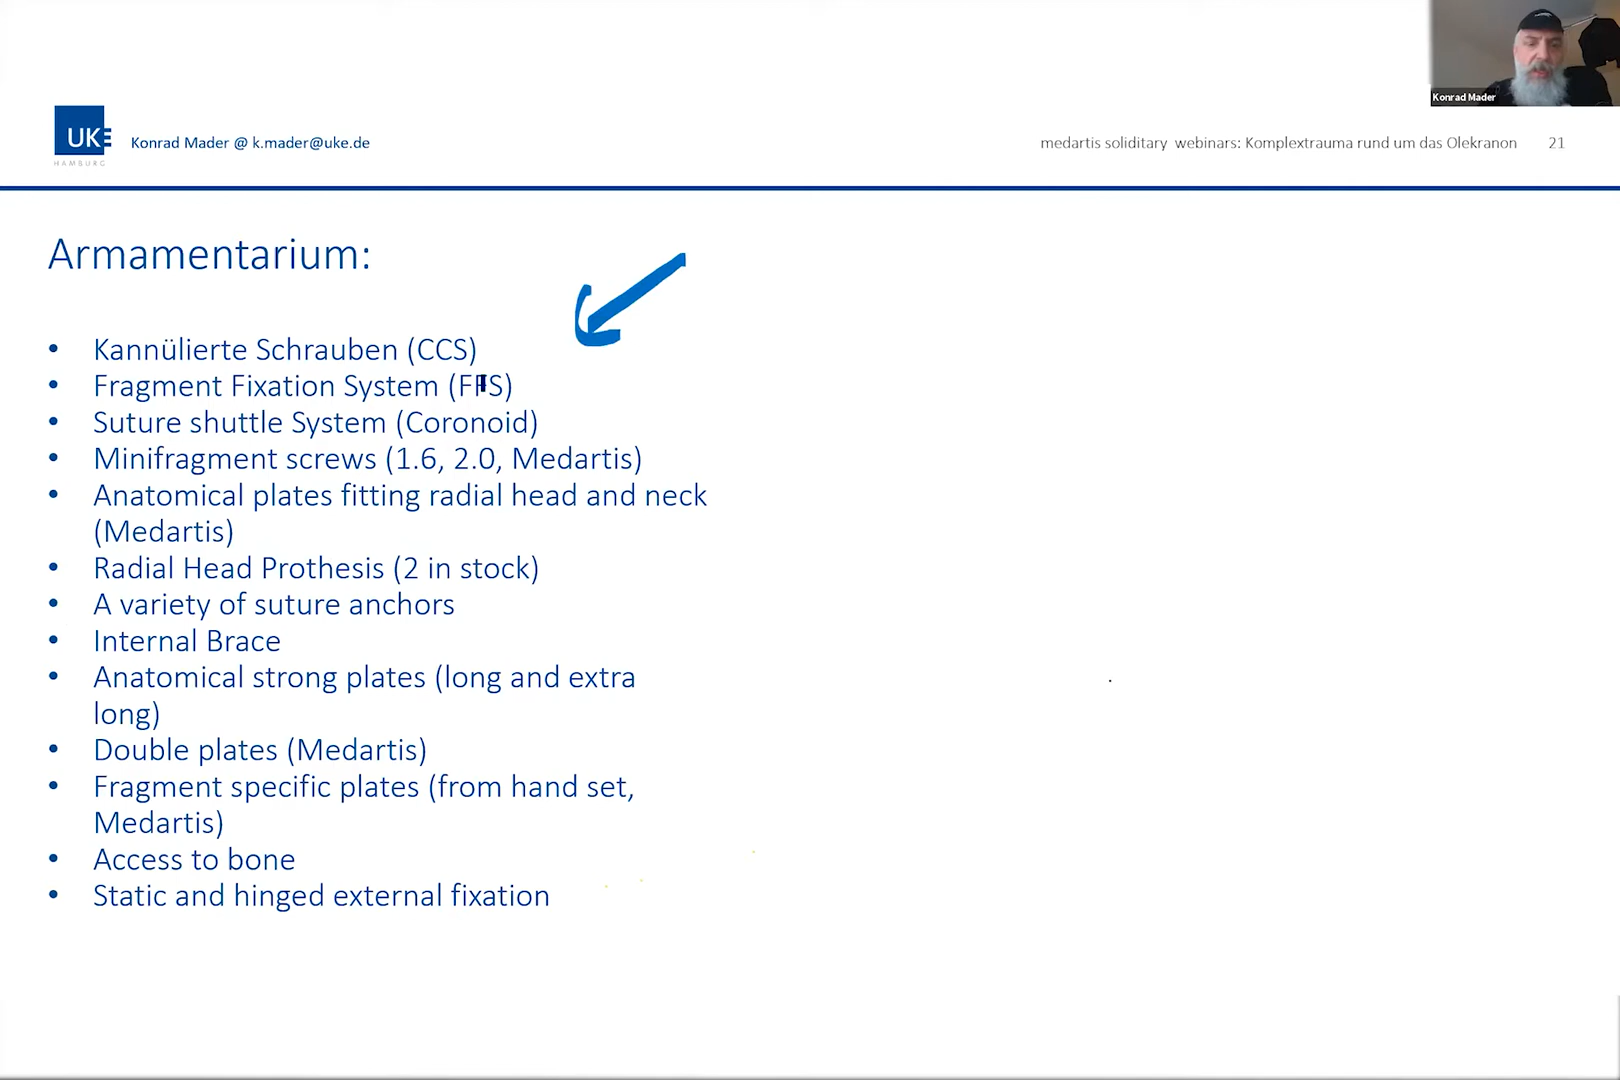 Konrad Mader
UKE
HAMBURG
Konrad Mader @ k.mader@uke.de
medartis soliditary webinars: Komplextrauma rund um das Olekranon 21
Armamentarium:
• Kannülierte Schrauben (CCS)
• Fragment Fixation System (FFS)
• Suture shuttle System (Coronoid)
• Minifragment screws (1.6, 2.0, Medartis)
• Anatomical plates fitting radial head and neck
(Medartis)
• Radial Head Prothesis (2 in stock)
• A variety of suture anchors
• Internal Brace
• Anatomical strong plates (long and extra
long)
• Double plates (Medartis)
• Fragment specific plates (from hand set,
Medartis)
• Access to bone
• Static and hinged external fixation